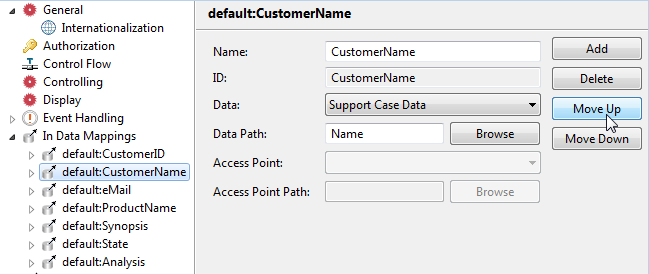 General
Internationalization
Authorization
Control Flow
Controlling
Display
Event Handling
In Data Mappings
default:CustomerID
default:CustomerName
default:eMail
default:ProductName
default:Synopsis
default:State
default:Analysis
default:CustomerName
Name: CustomerName Add
ID: CustomerName Delete
Data: Support Case Data Move Up
Data Path: Name Browse Move Down
Access Point:
Access Point Path: Browse